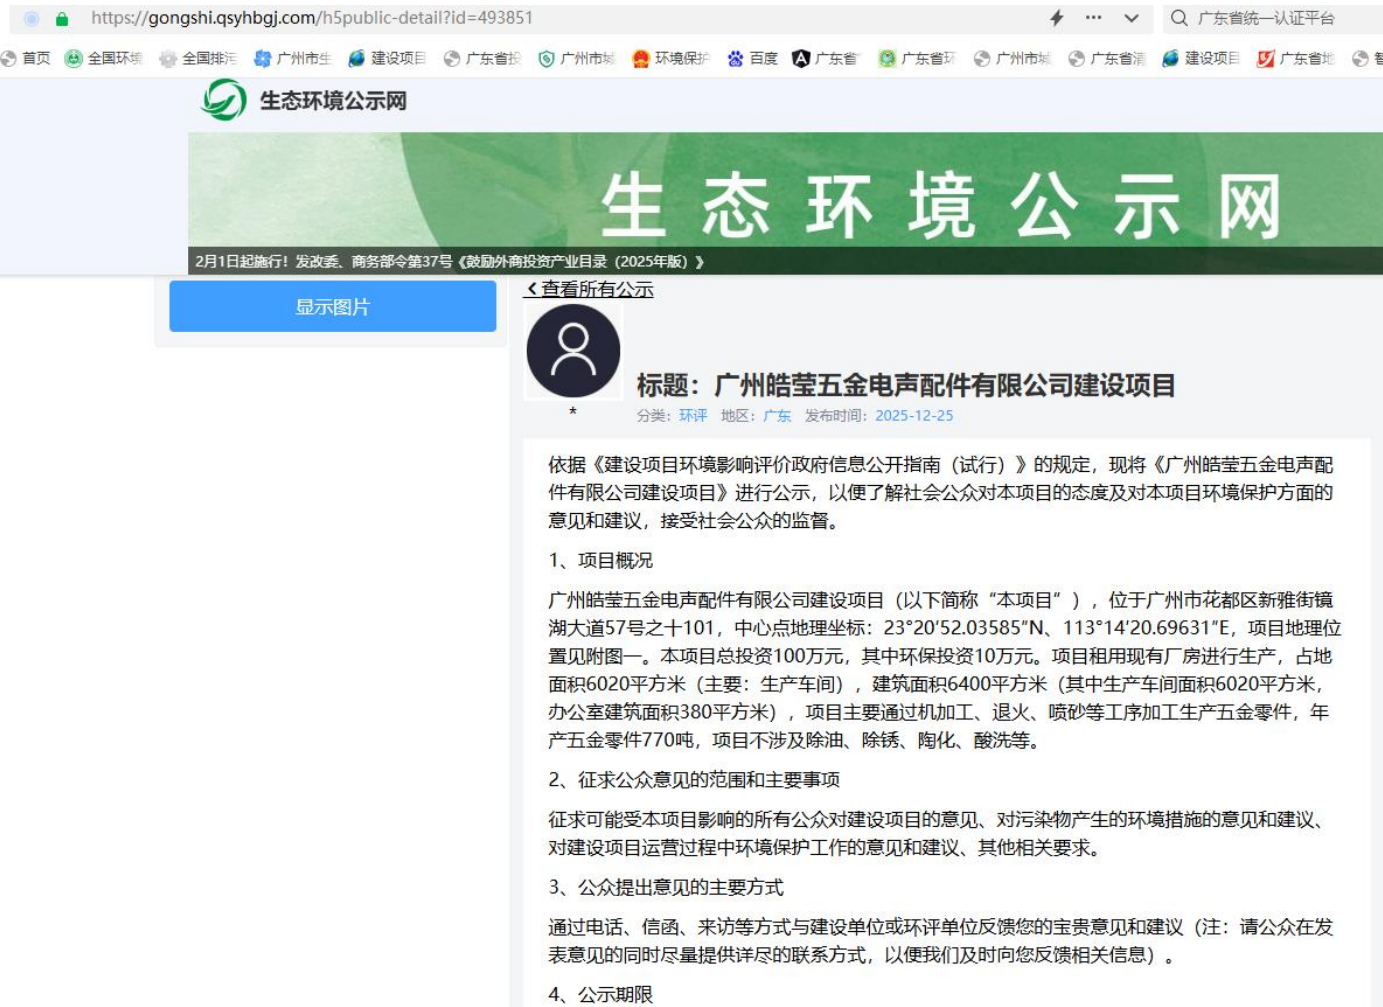 https://gongshi.qsyhbgj.com/h5public-detail?id=493851
广东省统一认证平台
首页 全国环境 全国排污 广州市生 建设项目 广东省投 广州市城 环境保护 百度 广东省 广东省环 广州市城 广东省清 建设项目 广东省地
生态环境公示网
生态环境公示网
2月1日起施行！发改委、商务部令第37号《鼓励外商投资产业目录（2025年版）》
显示图片
查看所有公示
*
标题：广州皓莹五金电声配件有限公司建设项目
分类：环评 地区：广东 发布时间：2025-12-25
依据《建设项目环境影响评价政府信息公开指南（试行）》的规定，现将《广州皓莹五金电声配
件有限公司建设项目》进行公示，以便了解社会公众对本项目的态度及对本项目环境保护方面的
意见和建议，接受社会公众的监督。
1、项目概况
广州皓莹五金电声配件有限公司建设项目（以下简称“本项目”），位于广州市花都区新雅街镜
湖大道57号之十101，中心点地理坐标：23°20′52.03585″N、113°14′20.69631″E，项目地理位
置见附图一。本项目总投资100万元，其中环保投资10万元。项目租用现有厂房进行生产，占地
面积6020平方米（主要：生产车间），建筑面积6400平方米（其中生产车间面积6020平方米，
办公室建筑面积380平方米），项目主要通过机加工、退火、喷砂等工序加工生产五金零件，年
产五金零件770吨，项目不涉及除油、除锈、陶化、酸洗等。
2、征求公众意见的范围和主要事项
征求可能受本项目影响的所有公众对建设项目的意见、对污染物产生的环境措施的意见和建议、
对建设项目运营过程中环境保护工作的意见和建议、其他相关要求。
3、公众提出意见的主要方式
通过电话、信函、来访等方式与建设单位或环评单位反馈您的宝贵意见和建议（注：请公众在发
表意见的同时尽量提供详尽的联系方式，以便我们及时向您反馈相关信息）。
4、公示期限